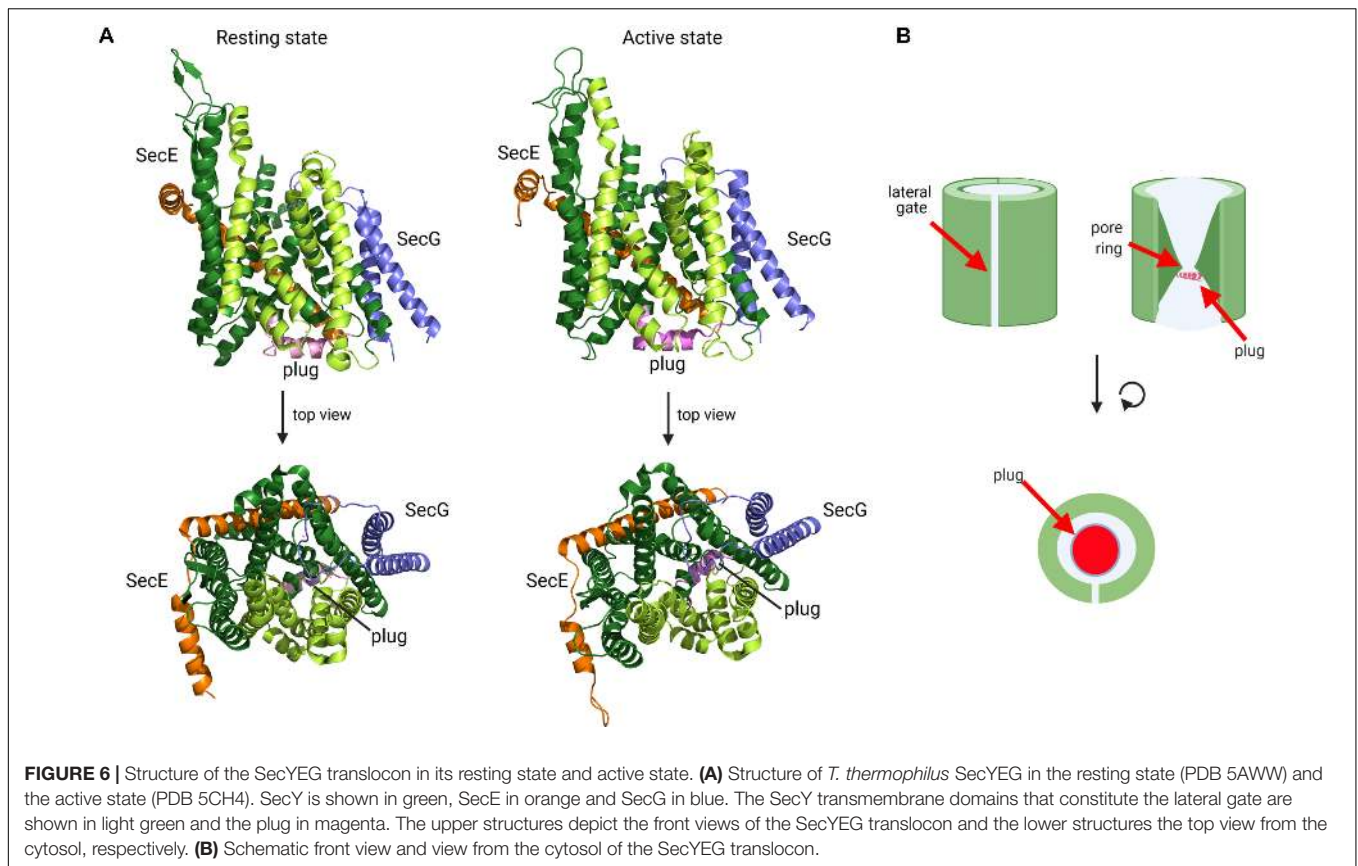 A
Resting state
Active state
B
SecE
SecG
plug
SecE
SecG
plug
lateral
gate
pore
ring
plug
top view
top view
SecE
SecG
plug
SecE
SecG
plug
plug
FIGURE 6 | Structure of the SecYEG translocon in its resting state and active state. (A) Structure of T. thermophilus SecYEG in the resting state (PDB 5AWW) and
the active state (PDB 5CH4). SecY is shown in green, SecE in orange and SecG in blue. The SecY transmembrane domains that constitute the lateral gate are
shown in light green and the plug in magenta. The upper structures depict the front views of the SecYEG translocon and the lower structures the top view from the
cytosol, respectively. (B) Schematic front view and view from the cytosol of the SecYEG translocon.